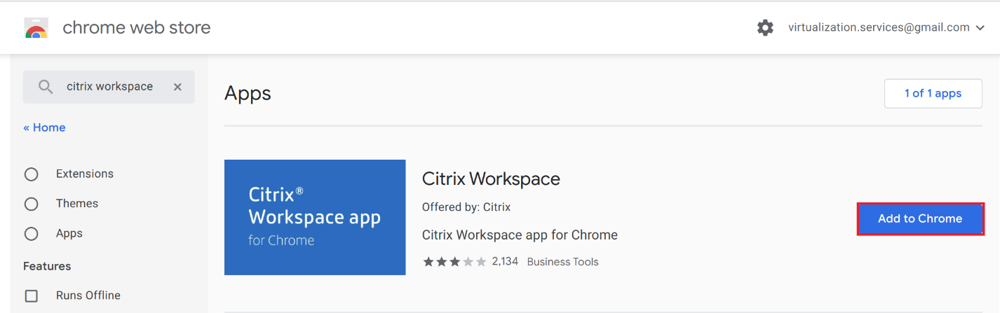 chrome web store
virtualization.services@gmail.com
citrix workspace
« Home
Extensions
Themes
Apps
Features
Runs Offline
Apps
1 of 1 apps
Citrix®
Workspace app
for Chrome
Citrix Workspace
Offered by: Citrix
Citrix Workspace app for Chrome
2,134 Business Tools
Add to Chrome